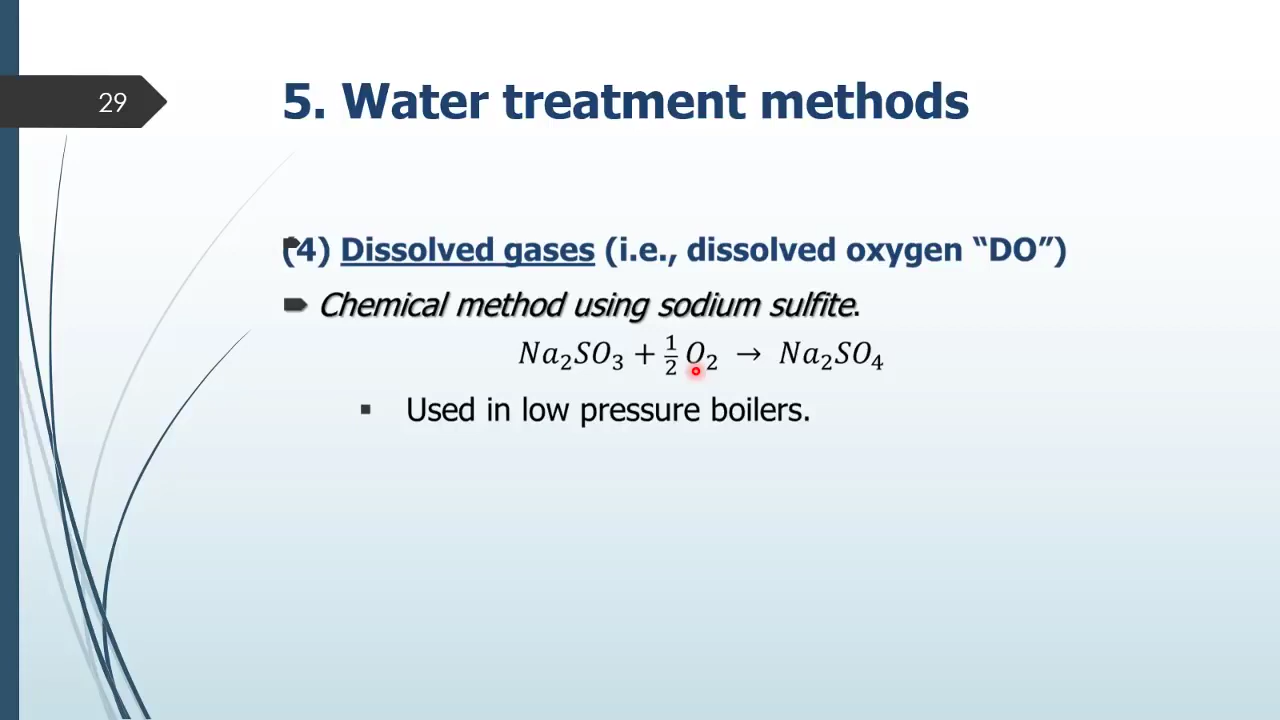 29
5. Water treatment methods
(4) Dissolved gases (i.e., dissolved oxygen “DO”)
Chemical method using sodium sulfite.
Na₂SO₃ + ½ O₂ → Na₂SO₄
Used in low pressure boilers.